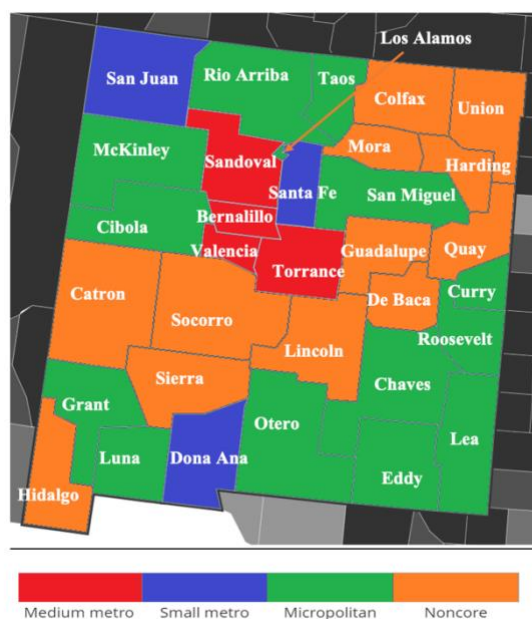 Los Alamos
San Juan
Rio Arriba
Taos
Colfax
Union
McKinley
Sandoval
Mora
Harding
Santa Fe
San Miguel
Cibola
Bernalillo
Valencia
Torrance
Guadalupe
Quay
Catron
Socorro
De Baca
Curry
Roosevelt
Lincoln
Sierra
Chaves
Grant
Otero
Luna
Dona Ana
Lea
Eddy
Hidalgo
Medium metro
Small metro
Micropolitan
Noncore